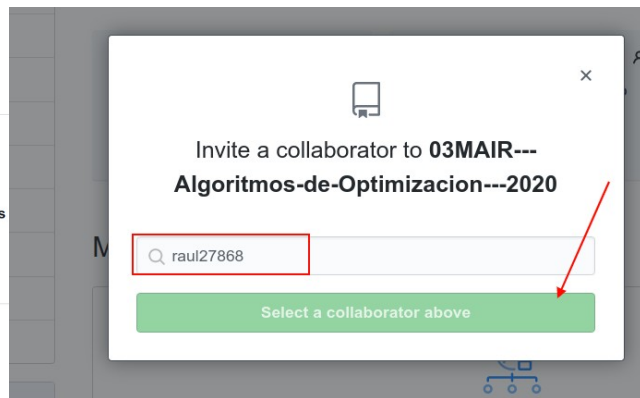 Invite a collaborator to 03MAIR---
Algoritmos-de-Optimizacion---2020
s
M
raul27868
Select a collaborator above